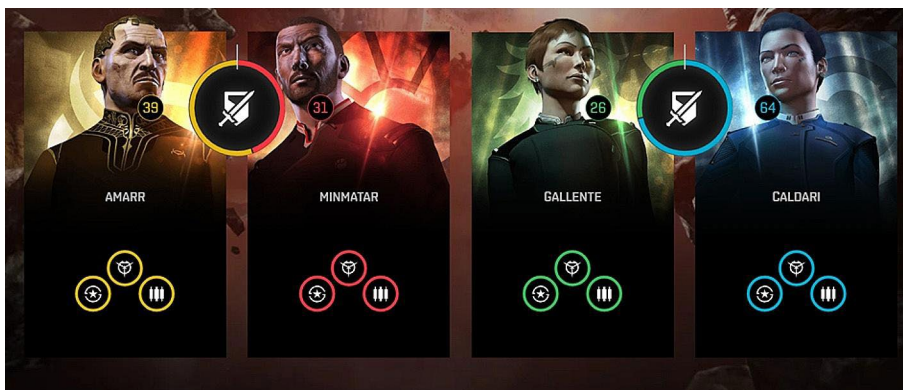 39
31
26
64
AMARR
MINMATAR
GALLENTE
CALDARI